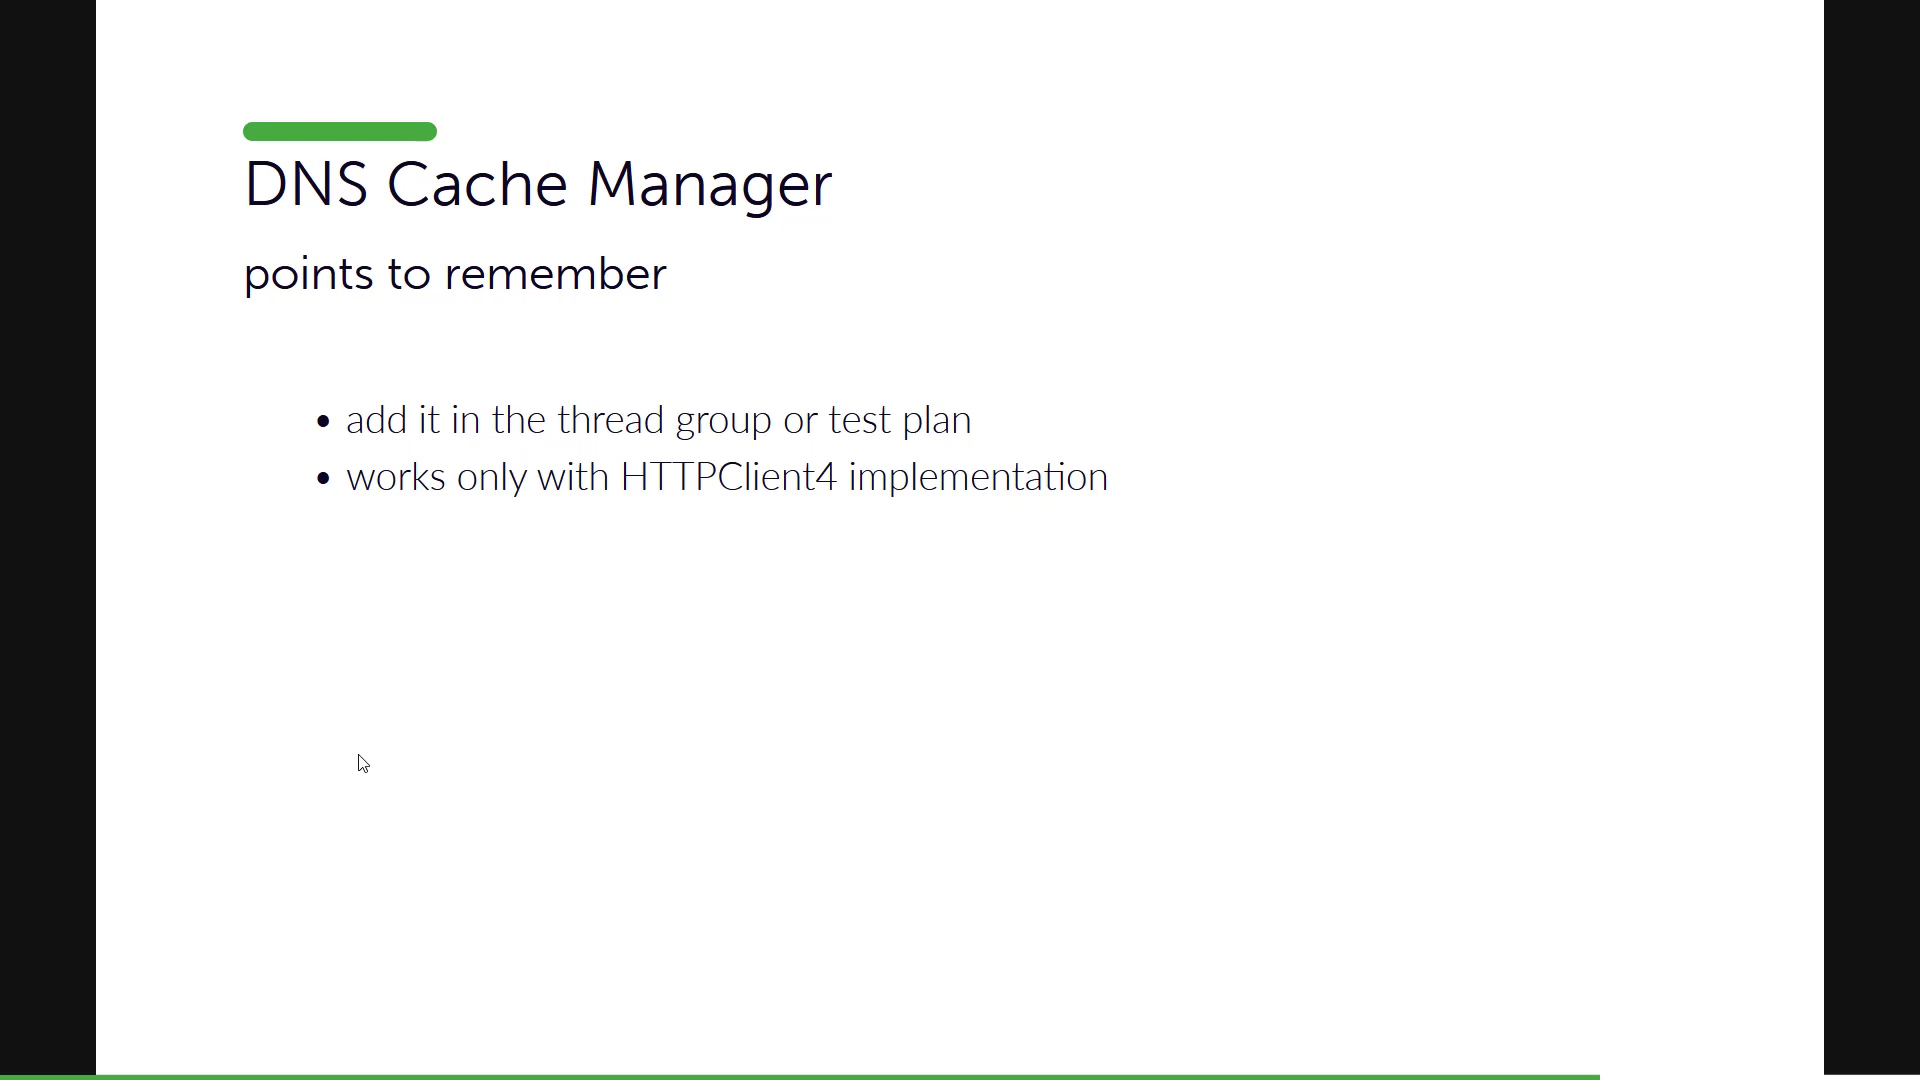 DNS Cache Manager
points to remember
• add it in the thread group or test plan
• works only with HTTPClient4 implementation